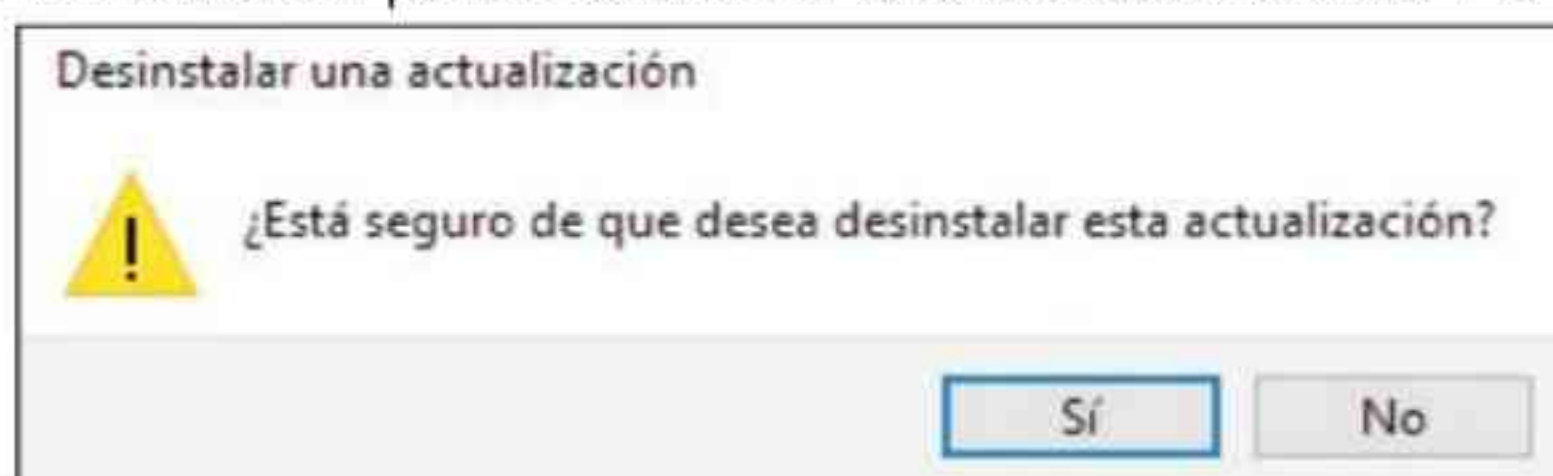 Desinstalar una actualización
¿Está seguro de que desea desinstalar esta actualización?
Sí No